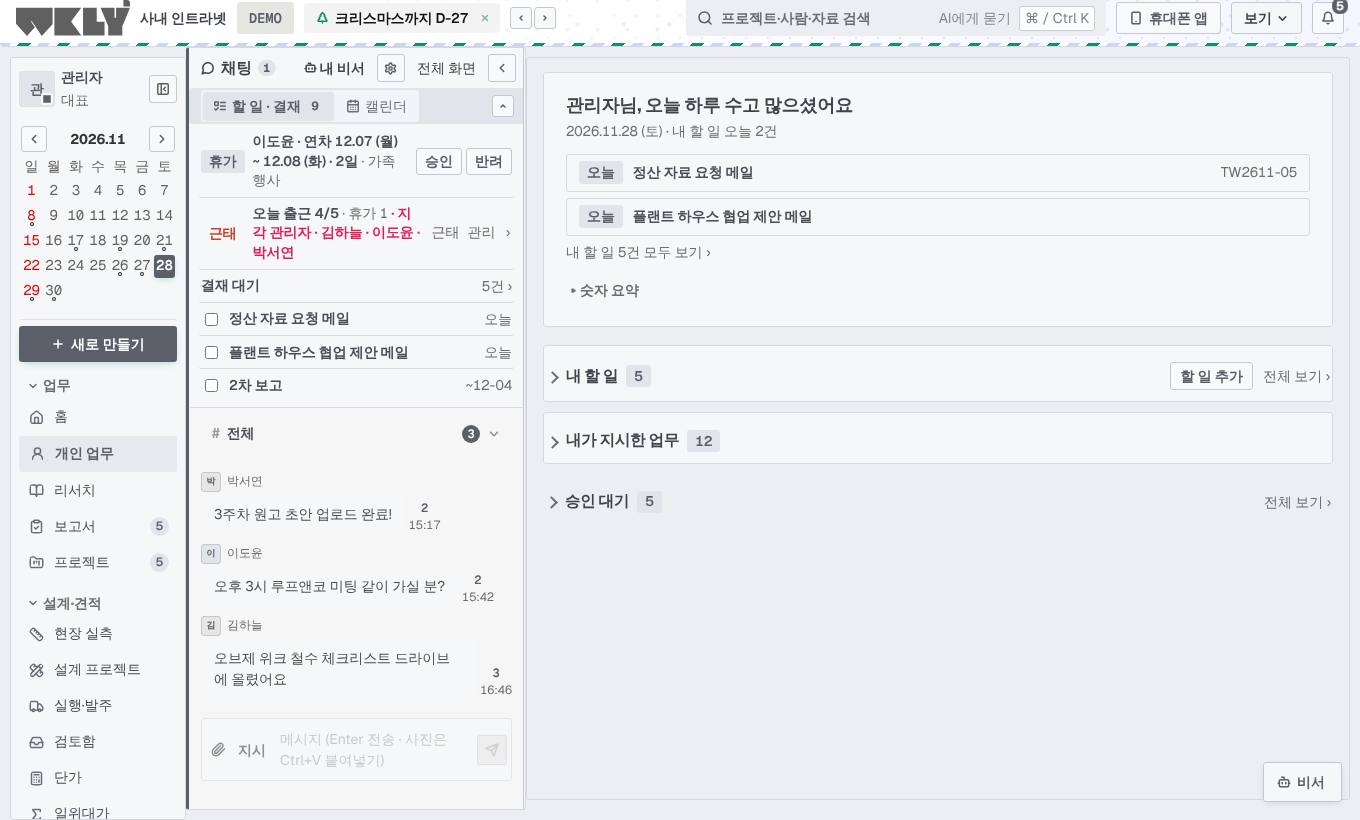 WKLY 사내 인트라넷 DEMO 크리스마스까지 D-27 × ‹ › 프로젝트·사람·자료 검색 AI에게 묻기 ⌘ / Ctrl K 휴대폰 앱 보기 5
관 관리자
대표
2026.11
일 월 화 수 목 금 토
1 2 3 4 5 6 7
8 9 10 11 12 13 14
15 16 17 18 19 20 21
22 23 24 25 26 27 28
29 30
+ 새로 만들기
업무
홈
개인 업무
리서치
보고서 5
프로젝트 5
설계·견적
현장 실측
설계 프로젝트
실행·발주
검토함
단가
일위대가
채팅 1 내 비서 전체 화면
할 일·결재 9 캘린더
휴가 이도윤 · 연차 12.07 (월)
~ 12.08 (화) · 2일 · 가족
행사
승인 반려
근태 오늘 출근 4/5 · 휴가 1 · 지
각 관리자 · 김하늘 · 이도윤 ·
박서연
근태 관리 ›
결재 대기 5건 ›
정산 자료 요청 메일 오늘
플랜트 하우스 협업 제안 메일 오늘
2차 보고 ~12-04
# 전체 3
박 박서연
3주차 원고 초안 업로드 완료! 2
15:17
이 이도윤
오후 3시 루프앤코 미팅 같이 가실 분? 2
15:42
김 김하늘
오브제 위크 철수 체크리스트 드라이브
에 올렸어요
3
16:46
지시 메시지 (Enter 전송 · 사진은
Ctrl+V 붙여넣기)
관리자님, 오늘 하루 수고 많으셨어요
2026.11.28 (토) · 내 할 일 오늘 2건
오늘 정산 자료 요청 메일 TW2611-05
오늘 플랜트 하우스 협업 제안 메일
내 할 일 5건 모두 보기 ›
숫자 요약
내 할 일 5 할 일 추가 전체 보기 ›
내가 지시한 업무 12
승인 대기 5 전체 보기 ›
비서